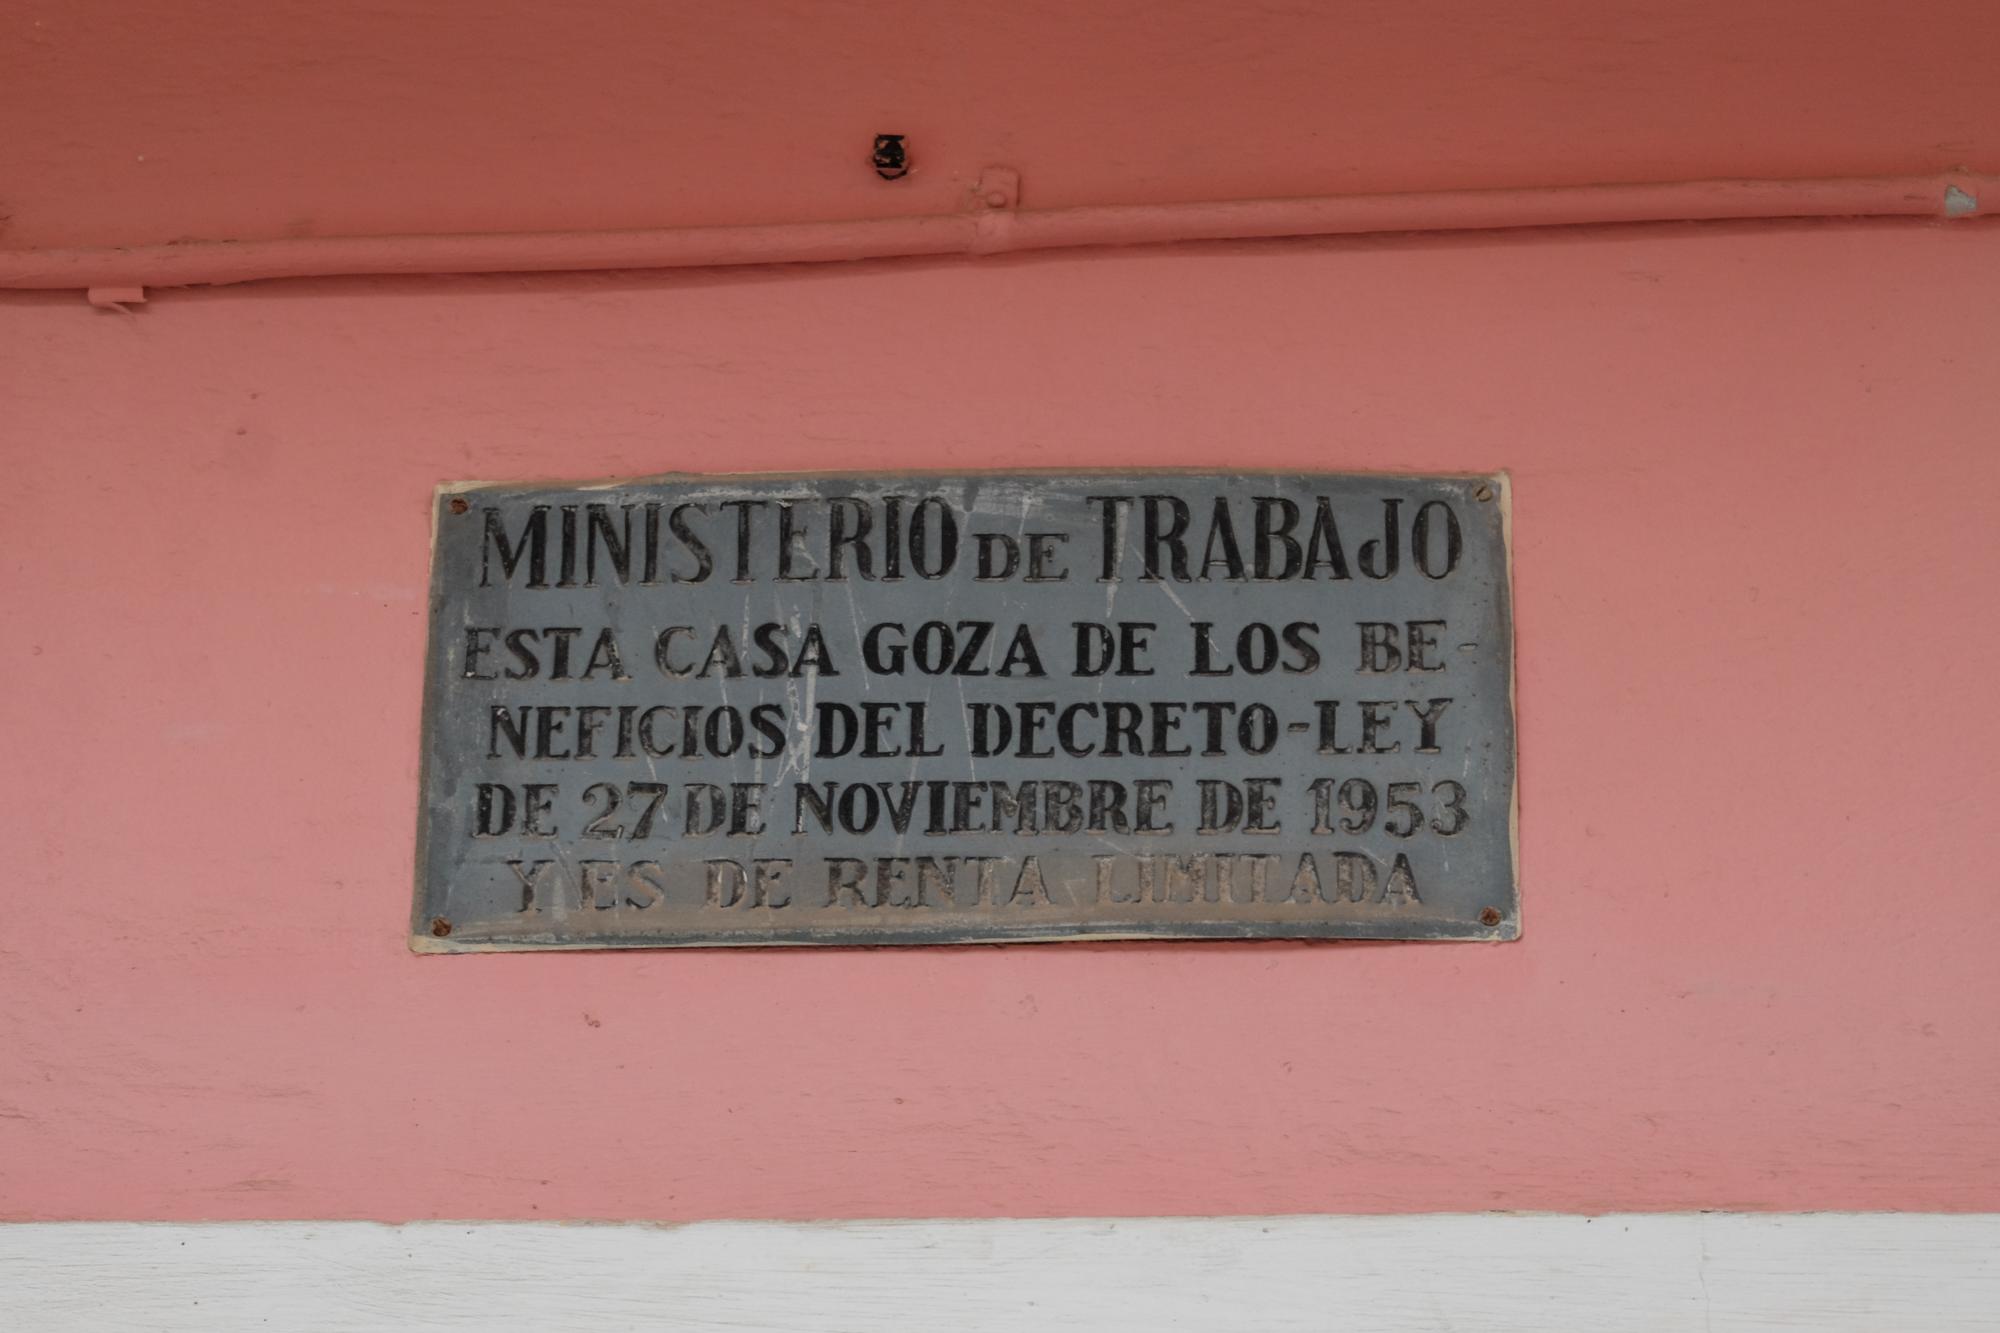 MINISTERIO DE TRABAJO
ESTA CASA GOZA DE LOS BE-
NEFICIOS DEL DECRETO-LEY
DE 27 DE NOVIEMBRE DE 1953
Y ES DE RENTA LIMITADA